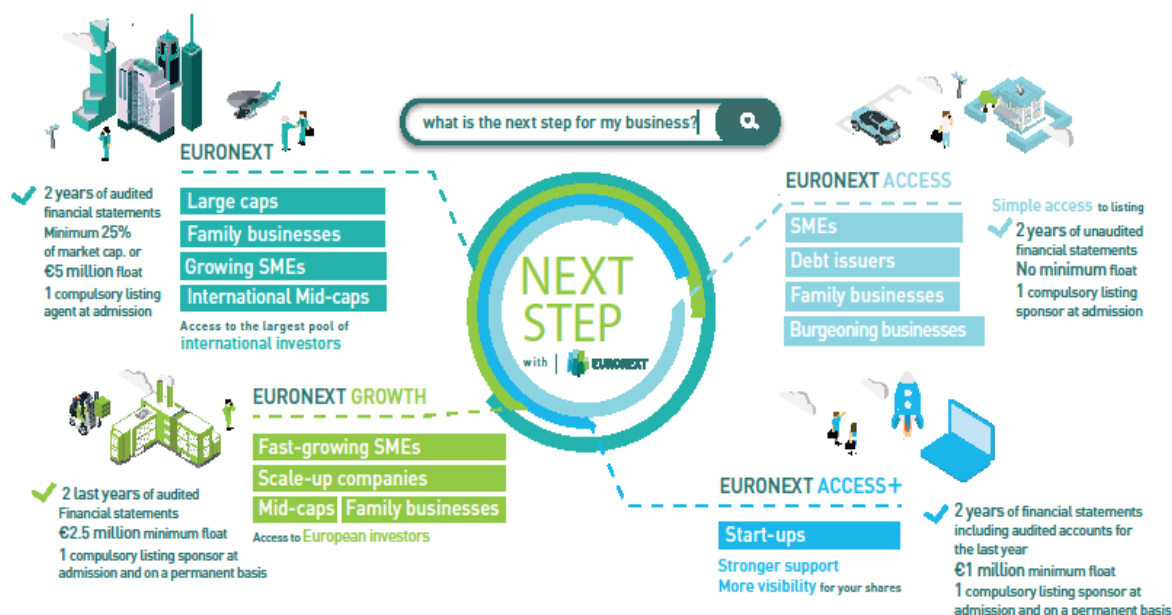 what is the next step for my business?
EURONEXT
2 years of audited
financial statements
Minimum 25%
of market cap. or
€5 million float
1 compulsory listing
agent at admission
Large caps
Family businesses
Growing SMEs
International Mid-caps
Access to the largest pool of
international investors
EURONEXT ACCESS
SMEs
Debt issuers
Family businesses
Burgeoning businesses
Simple access to listing
2 years of unaudited
financial statements
No minimum float
1 compulsory listing
sponsor at admission
NEXT
STEP
with | EURONEXT
EURONEXT GROWTH
Fast-growing SMEs
Scale-up companies
Mid-caps Family businesses
Access to European investors
2 last years of audited
Financial statements
€2.5 million minimum float
1 compulsory listing sponsor at
admission and on a permanent basis
EURONEXT ACCESS+
Start-ups
Stronger support
More visibility for your shares
2 years of financial statements
including audited accounts for
the last year
€1 million minimum float
1 compulsory listing sponsor at
admission and on a permanent basis